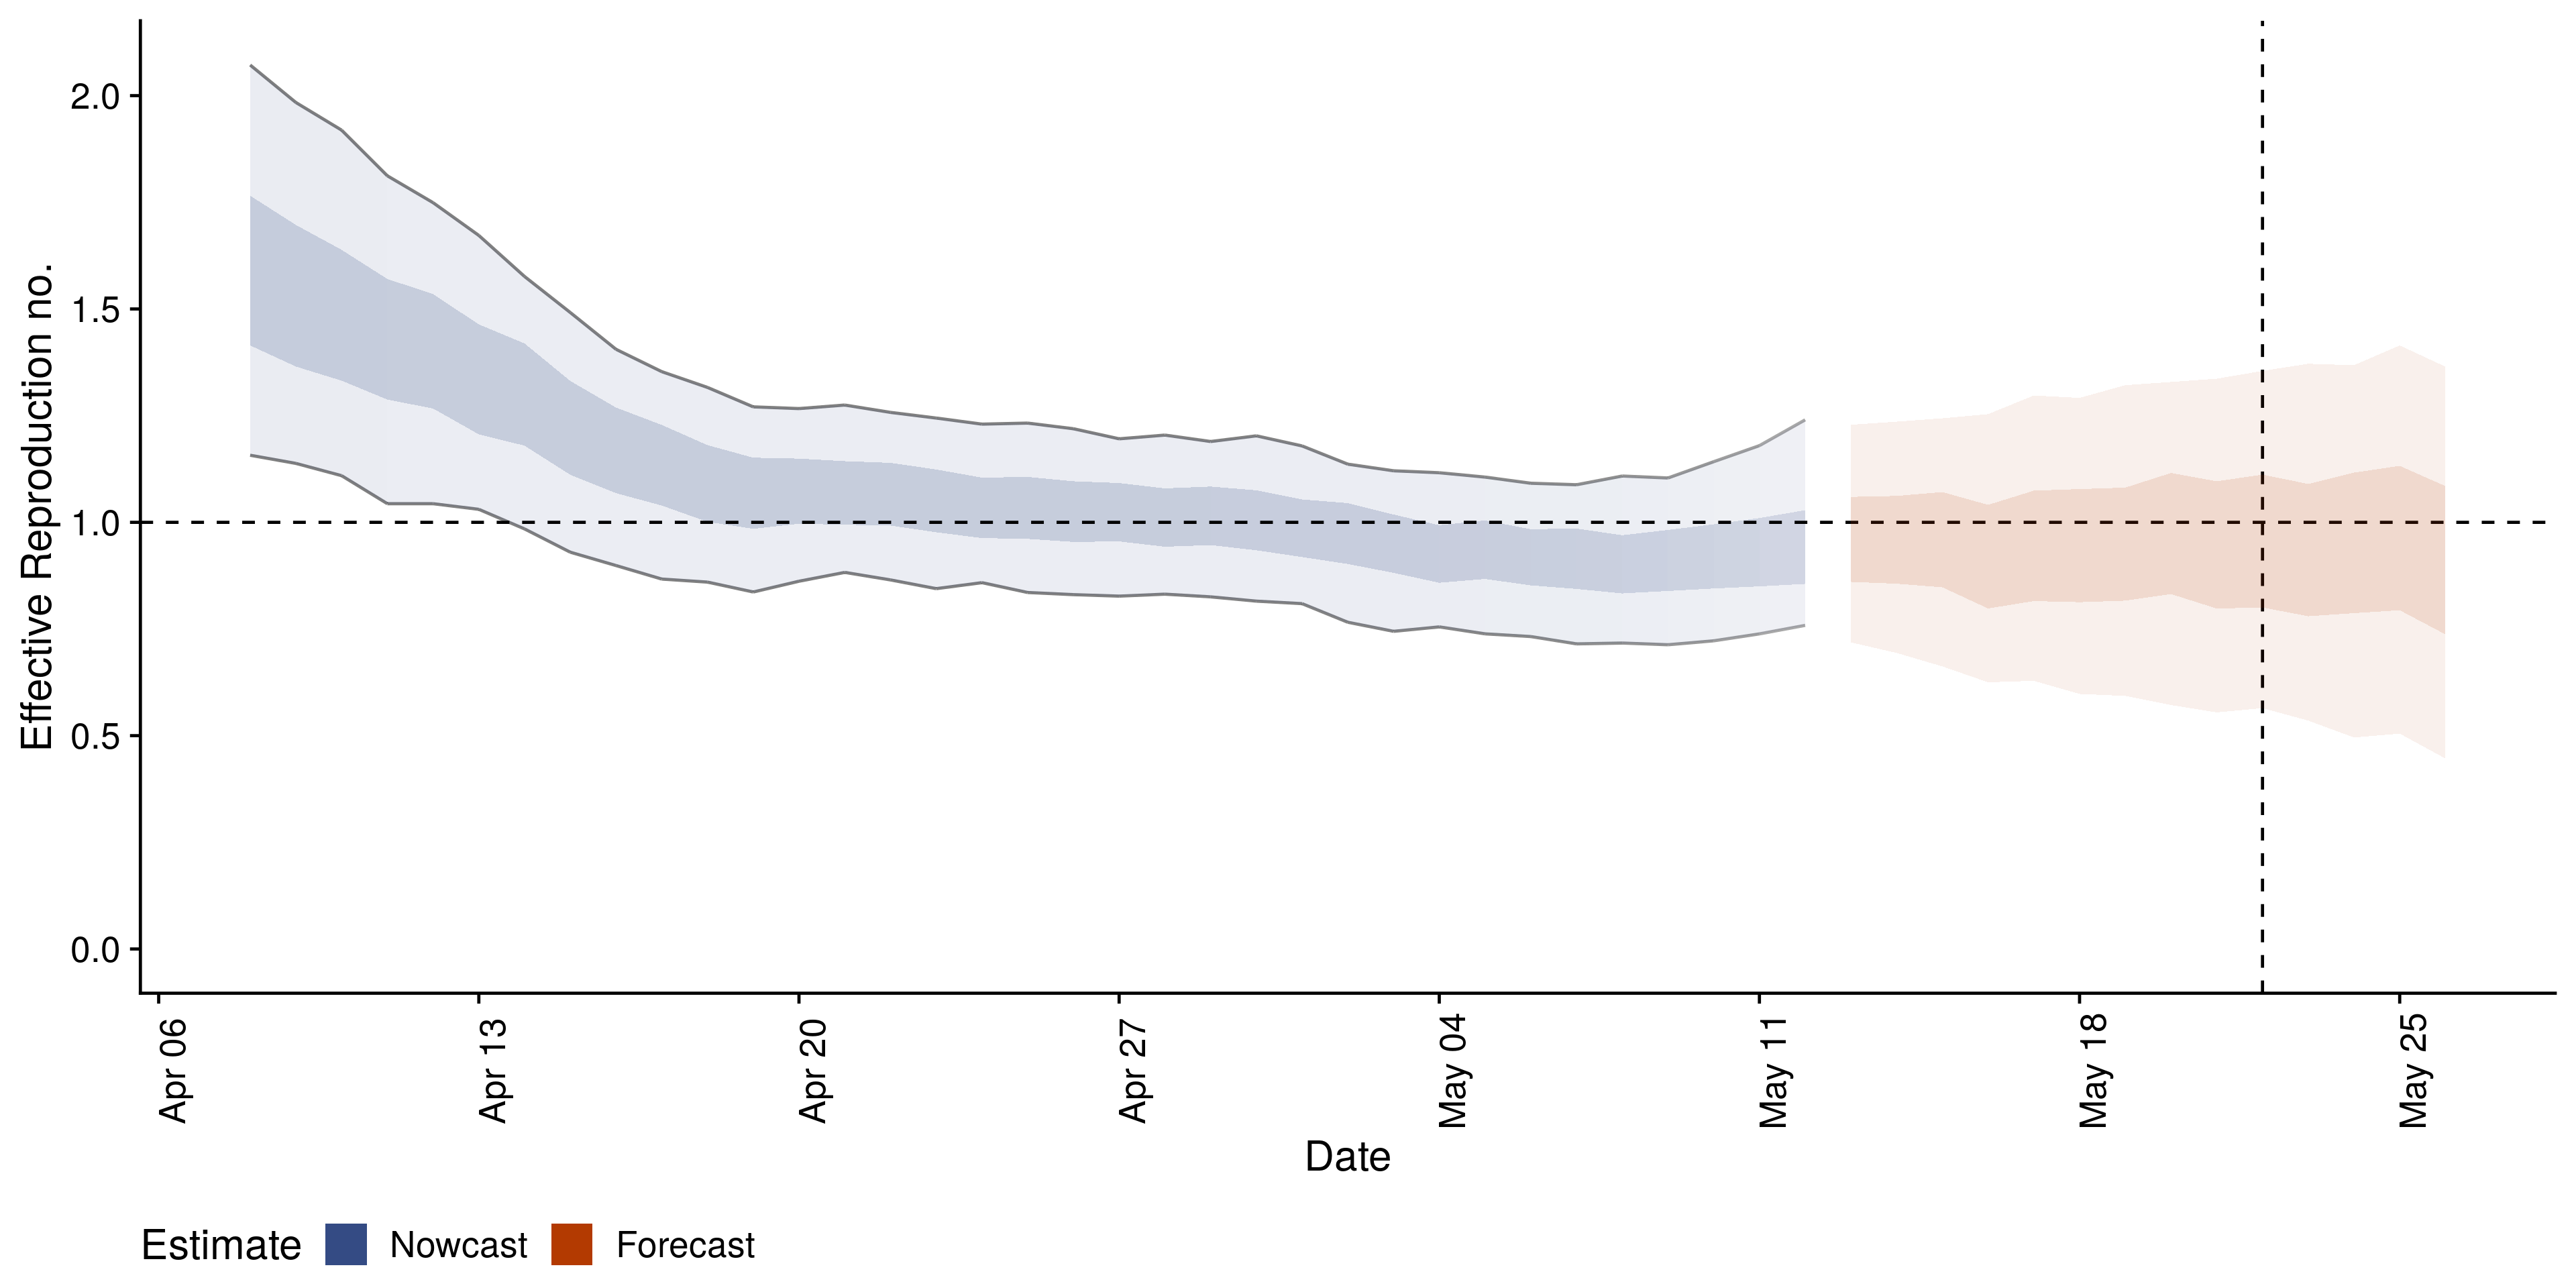 Effective Reproduction no.
2.0
1.5
1.0
0.5
0.0
Apr 06
Apr 13
Apr 20
Apr 27
May 04
May 11
May 18
May 25
Date
Estimate Nowcast Forecast